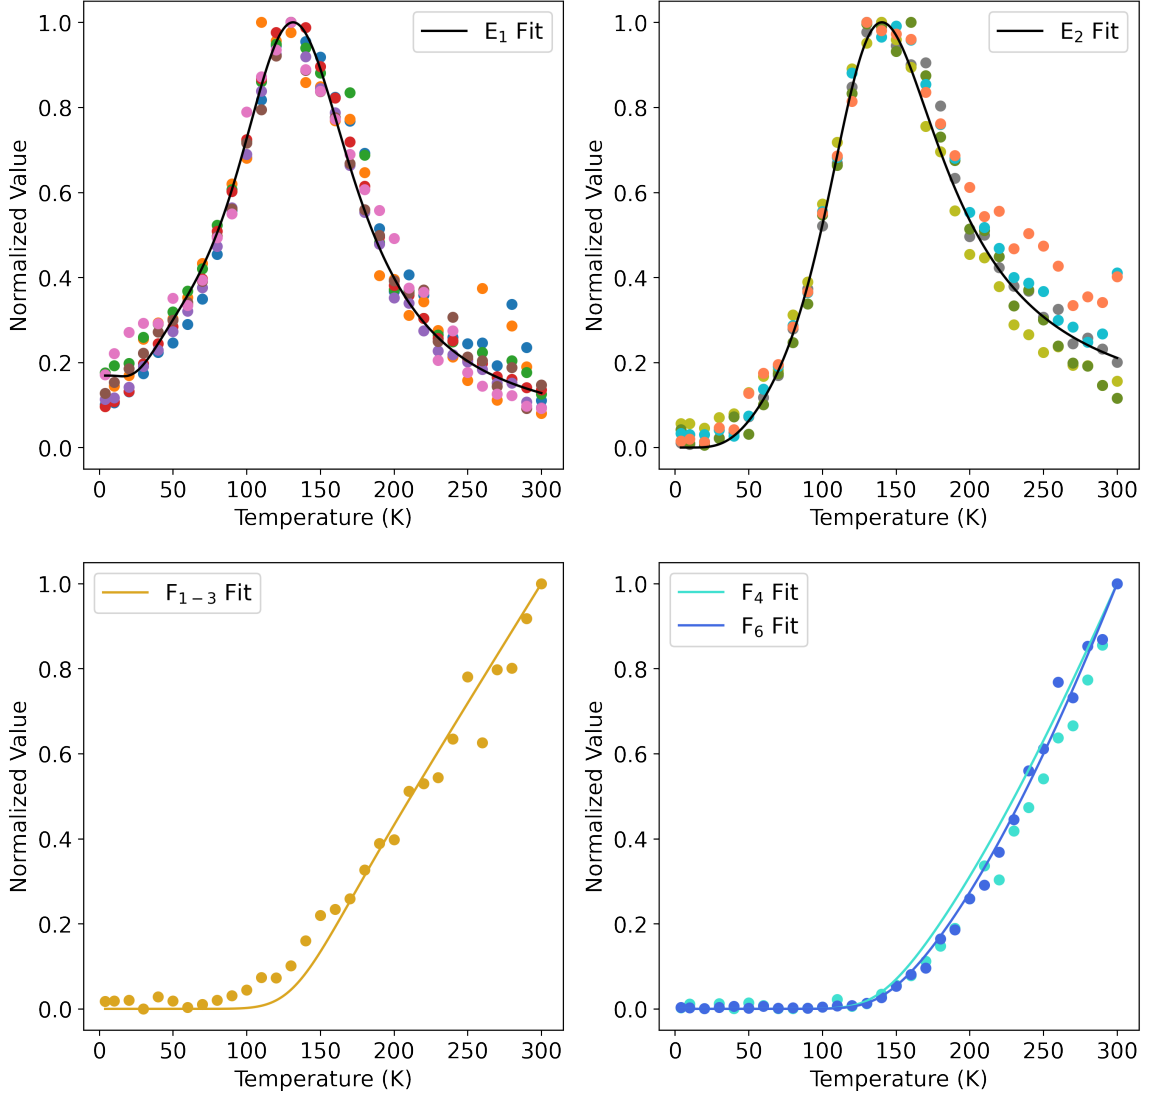 E₁ Fit
1.0
0.8
0.6
0.4
0.2
0.0
Normalized Value
0 50 100 150 200 250 300
Temperature (K)
E₂ Fit
1.0
0.8
0.6
0.4
0.2
0.0
Normalized Value
0 50 100 150 200 250 300
Temperature (K)
F₁₋₃ Fit
1.0
0.8
0.6
0.4
0.2
0.0
Normalized Value
0 50 100 150 200 250 300
Temperature (K)
F₄ Fit
F₆ Fit
1.0
0.8
0.6
0.4
0.2
0.0
Normalized Value
0 50 100 150 200 250 300
Temperature (K)